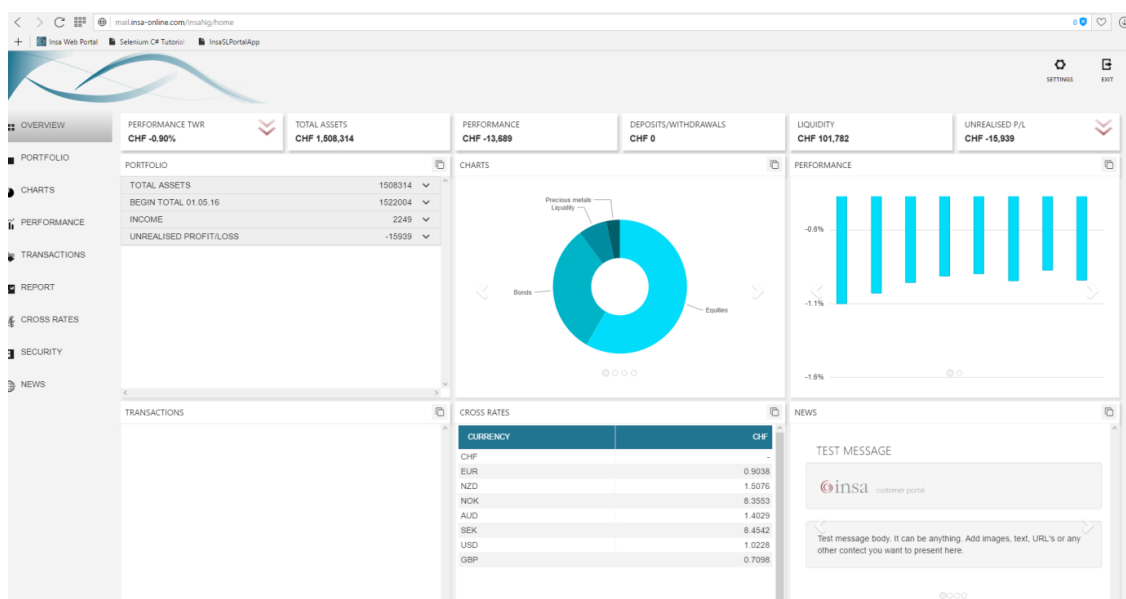 mail.insa-online.com/InsaNg/home
0
+ Insa Web Portal Selenium C# Tutorial InsaSLPortalApp
SETTINGS EXIT
OVERVIEW
PORTFOLIO
CHARTS
PERFORMANCE
TRANSACTIONS
REPORT
CROSS RATES
SECURITY
NEWS
PERFORMANCE TWR
CHF -0.90%
TOTAL ASSETS
CHF 1,508,314
PERFORMANCE
CHF -13,689
DEPOSITS/WITHDRAWALS
CHF 0
LIQUIDITY
CHF 101,782
UNREALISED P/L
CHF -15,939
PORTFOLIO
TOTAL ASSETS 1508314
BEGIN TOTAL 01.05.16 1522004
INCOME 2249
UNREALISED PROFIT/LOSS -15939
CHARTS
Precious metals
Liquidity
Bonds
Equities
PERFORMANCE
-0.6%
-1.1%
-1.6%
TRANSACTIONS
CROSS RATES
CURRENCY CHF
CHF -
EUR 0.9038
NZD 1.5076
NOK 8.3553
AUD 1.4029
SEK 8.4542
USD 1.0228
GBP 0.7098
NEWS
TEST MESSAGE
insa customer portal
Test message body. It can be anything. Add images, text, URL's or any
other contect you want to present here.